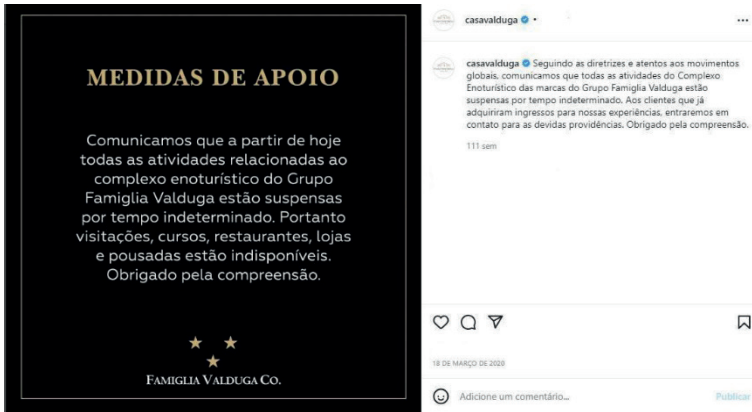 MEDIDAS DE APOIO
Comunicamos que a partir de hoje
todas as atividades relacionadas ao
complexo enoturístico do Grupo
Famiglia Valduga estão suspensas
por tempo indeterminado. Portanto
visitações, cursos, restaurantes, lojas
e pousadas estão indisponíveis.
Obrigado pela compreensão.
FAMIGLIA VALDUGA CO.
casavalduga •
casavalduga Seguindo as diretrizes e atentos aos movimentos
globais, comunicamos que todas as atividades do Complexo
Enoturístico das marcas do Grupo Famiglia Valduga estão
suspensas por tempo indeterminado. Aos clientes que já
adquiriram ingressos para nossas experiências, entraremos em
contato para as devidas providências. Obrigado pela compreensão.
111 sem
18 DE MARÇO DE 2020
Adicione um comentário...
Publicar